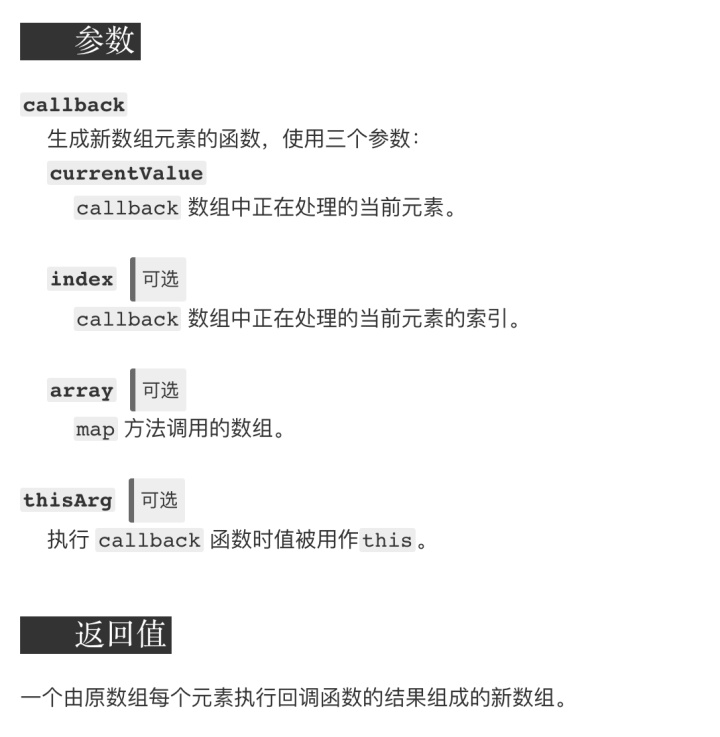 参数
callback
生成新数组元素的函数，使用三个参数：
currentValue
callback 数组中正在处理的当前元素。
index 可选
callback 数组中正在处理的当前元素的索引。
array 可选
map 方法调用的数组。
thisArg 可选
执行 callback 函数时值被用作this。
返回值
一个由原数组每个元素执行回调函数的结果组成的新数组。